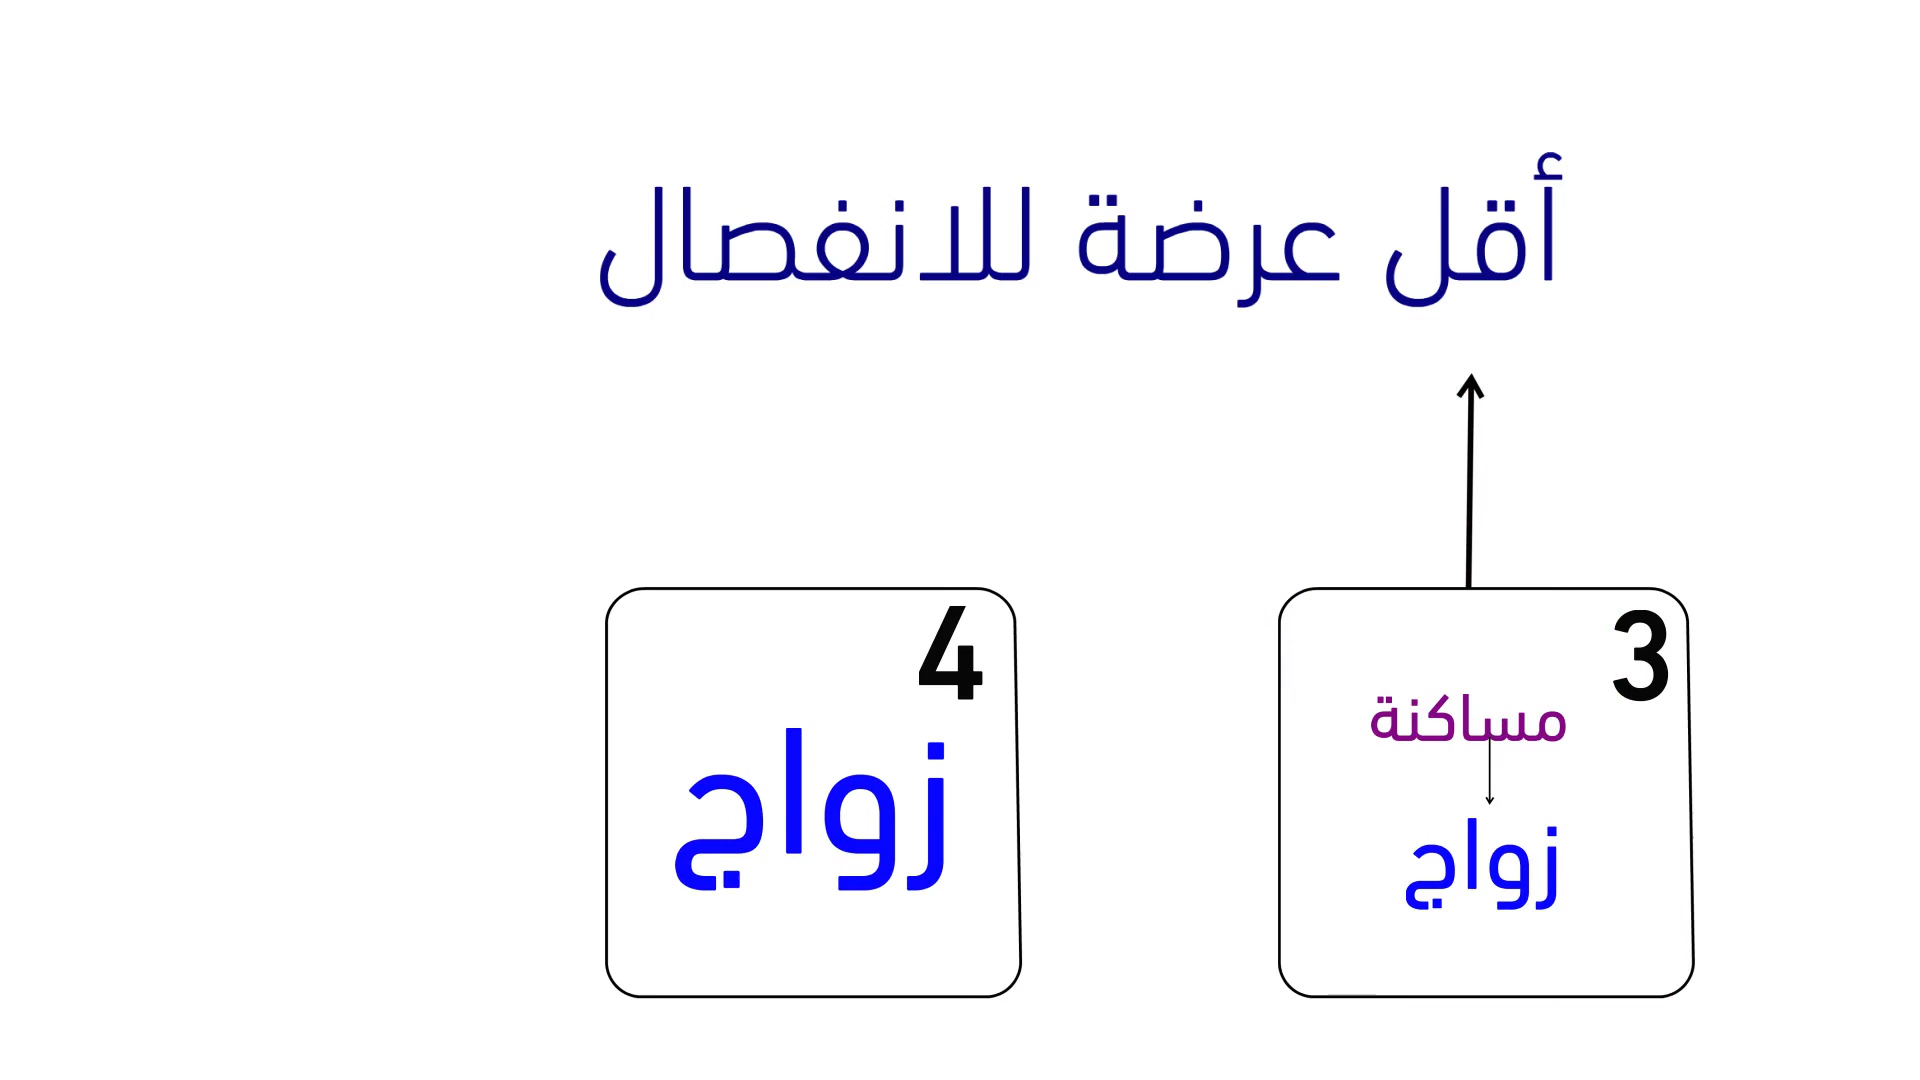 أقل عرضة للانفصال
3
مساكنة
زواج
4
زواج